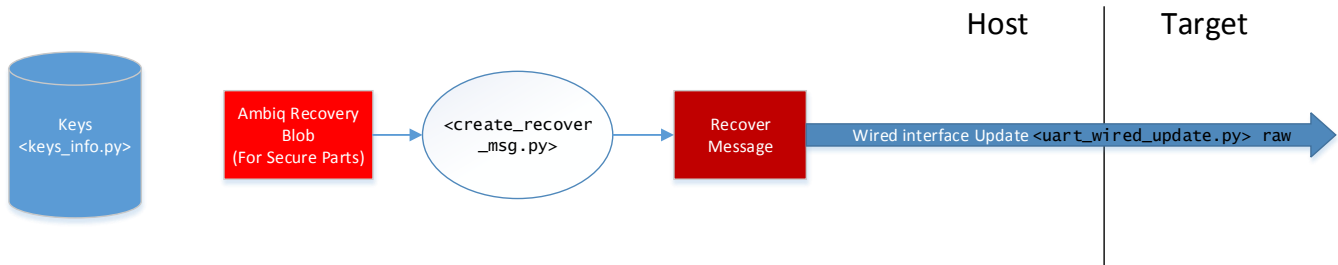 Host
Target
Keys
<keys_info.py>
Ambiq Recovery
Blob
(For Secure Parts)
<create_recover
_msg.py>
Recover
Message
Wired interface Update <uart_wired_update.py> raw